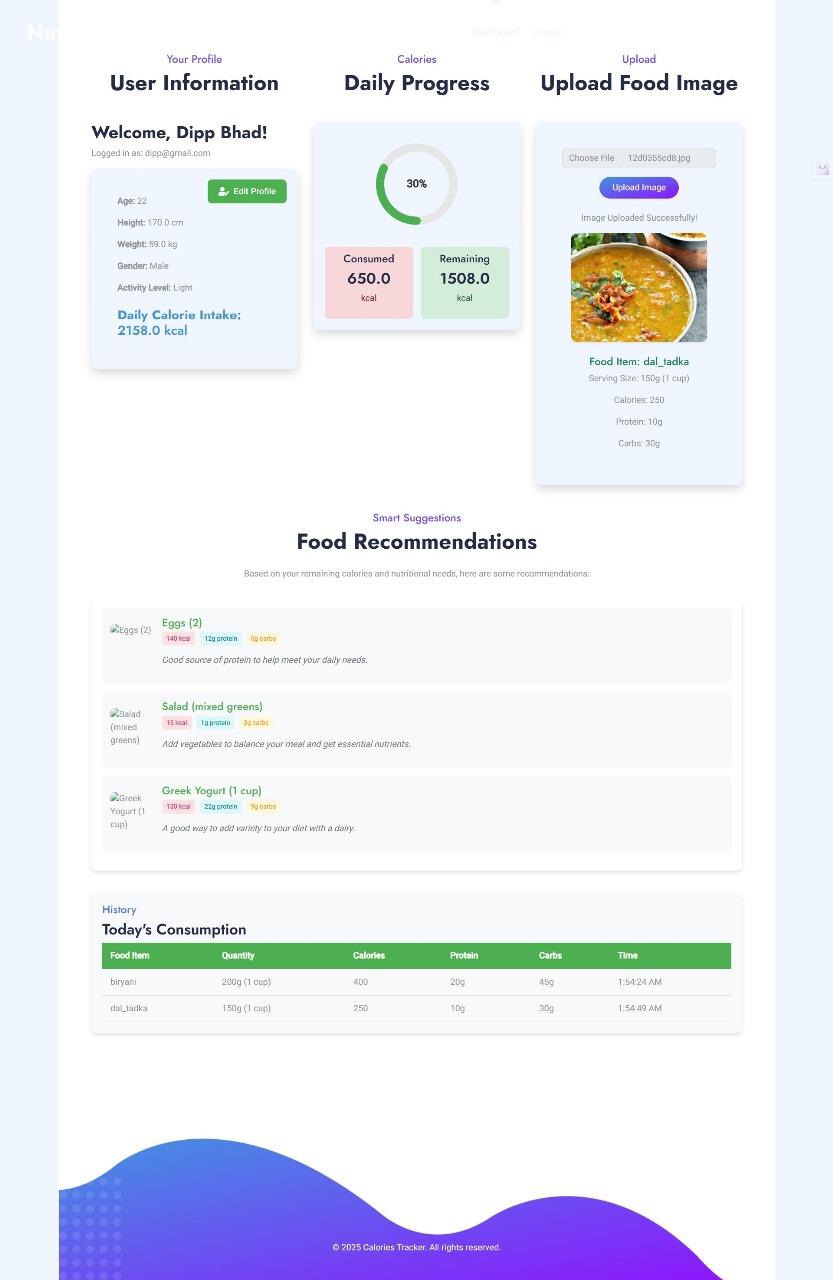 Dashboard Logout
Your Profile
User Information
Welcome, Dipp Bhad!
Logged in as: dipp@gmail.com
Edit Profile
Age: 22
Height: 170.0 cm
Weight: 59.0 kg
Gender: Male
Activity Level: Light
Daily Calorie Intake:
2158.0 kcal
Calories
Daily Progress
30%
Consumed
650.0
kcal
Remaining
1508.0
kcal
Upload
Upload Food Image
Choose File 12d0355cd8.jpg
Upload Image
Image Uploaded Successfully!
Food Item: dal_tadka
Serving Size: 150g (1 cup)
Calories: 250
Protein: 10g
Carbs: 30g
Smart Suggestions
Food Recommendations
Based on your remaining calories and nutritional needs, here are some recommendations:
Eggs (2)
Eggs (2)
140 kcal 12g protein 0g carbs
Good source of protein to help meet your daily needs.
Salad
(mixed
greens)
Salad (mixed greens)
15 kcal 1g protein 3g carbs
Add vegetables to balance your meal and get essential nutrients.
Greek
Yogurt (1
cup)
Greek Yogurt (1 cup)
130 kcal 22g protein 9g carbs
A good way to add variety to your diet with a dairy.
History
Today's Consumption
Food Item Quantity Calories Protein Carbs Time
biryani 200g (1 cup) 400 20g 45g 1:54:24 AM
dal_tadka 150g (1 cup) 250 10g 30g 1:54:49 AM
© 2025 Calories Tracker. All rights reserved.